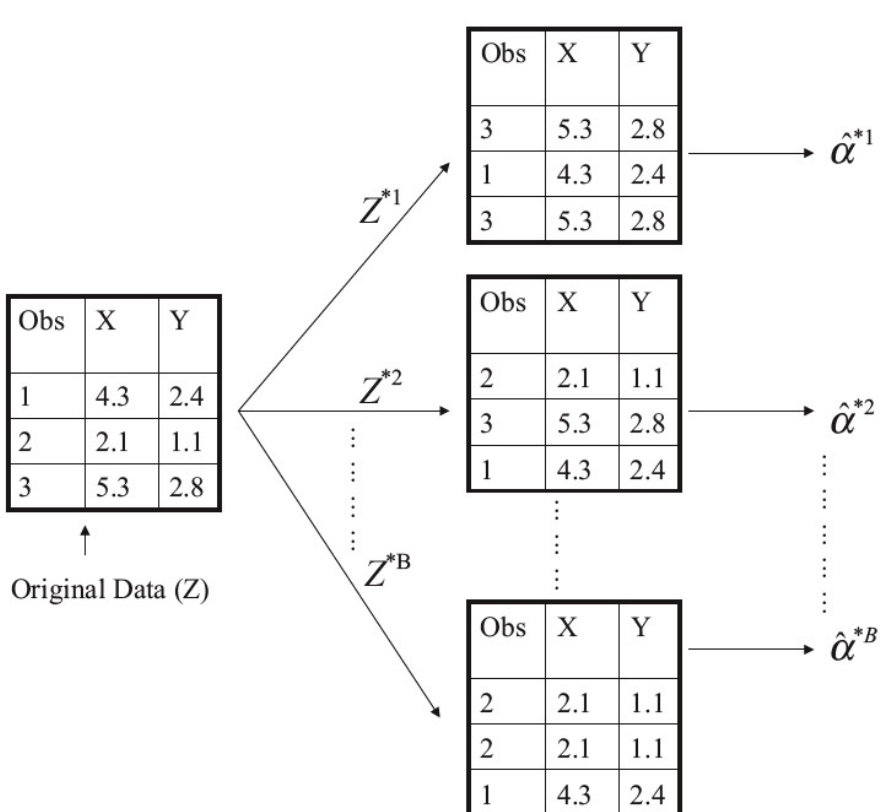 Obs X Y
1 4.3 2.4
2 2.1 1.1
3 5.3 2.8
Original Data (Z)
Z*1
Z*2
Z*B
Obs X Y
3 5.3 2.8
1 4.3 2.4
3 5.3 2.8
α̂*1
Obs X Y
2 2.1 1.1
3 5.3 2.8
1 4.3 2.4
α̂*2
Obs X Y
2 2.1 1.1
2 2.1 1.1
1 4.3 2.4
α̂*B